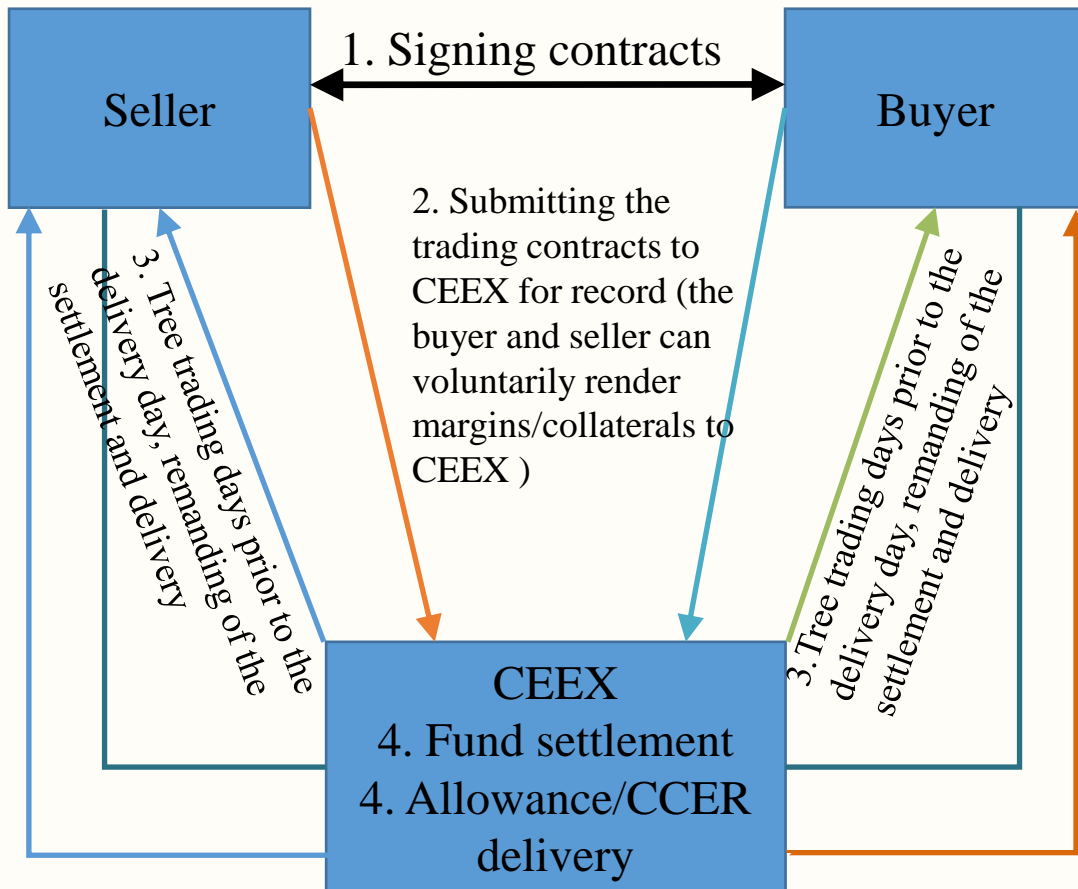 1. Signing contracts
Seller
Buyer
2. Submitting the
trading contracts to
CEEX for record (the
buyer and seller can
voluntarily render
margins/collaterals to
CEEX )
3. Tree trading days prior to the
delivery day, remanding of the
settlement and delivery
3.Tree trading days prior to the
delivery day, remanding of the
settlement and delivery
CEEX
4. Fund settlement
4. Allowance/CCER
delivery